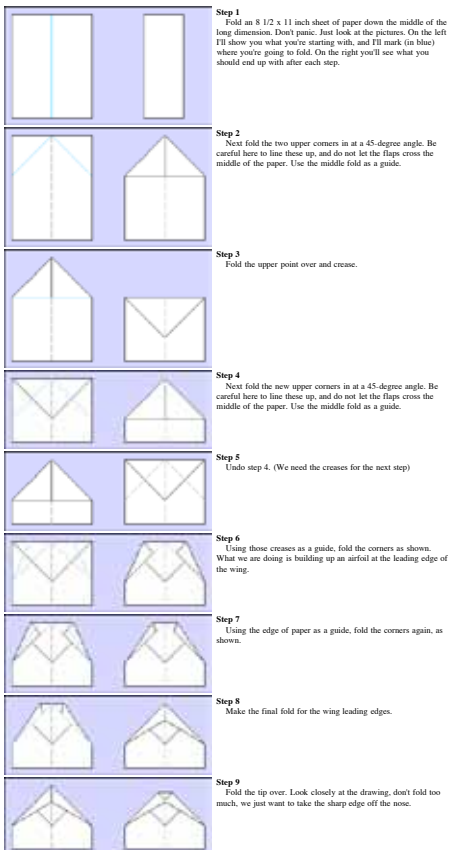 Step 1
Fold an 8 1/2 x 11 inch sheet of paper down the middle of the
long dimension. Don't panic. Just look at the pictures. On the left
I'll show you what you're starting with, and I'll mark (in blue)
where you're going to fold. On the right you'll see what you
should end up with after each step.
Step 2
Next fold the two upper corners in at a 45-degree angle. Be
careful here to line these up, and do not let the flaps cross the
middle of the paper. Use the middle fold as a guide.
Step 3
Fold the upper point over and crease.
Step 4
Next fold the new upper corners in at a 45-degree angle. Be
careful here to line these up, and do not let the flaps cross the
middle of the paper. Use the middle fold as a guide.
Step 5
Undo step 4. (We need the creases for the next step)
Step 6
Using those creases as a guide, fold the corners as shown.
What we are doing is building up an airfoil at the leading edge of
the wing.
Step 7
Using the edge of paper as a guide, fold the corners again, as
shown.
Step 8
Make the final fold for the wing leading edges.
Step 9
Fold the tip over. Look closely at the drawing, don't fold too
much, we just want to take the sharp edge off the nose.